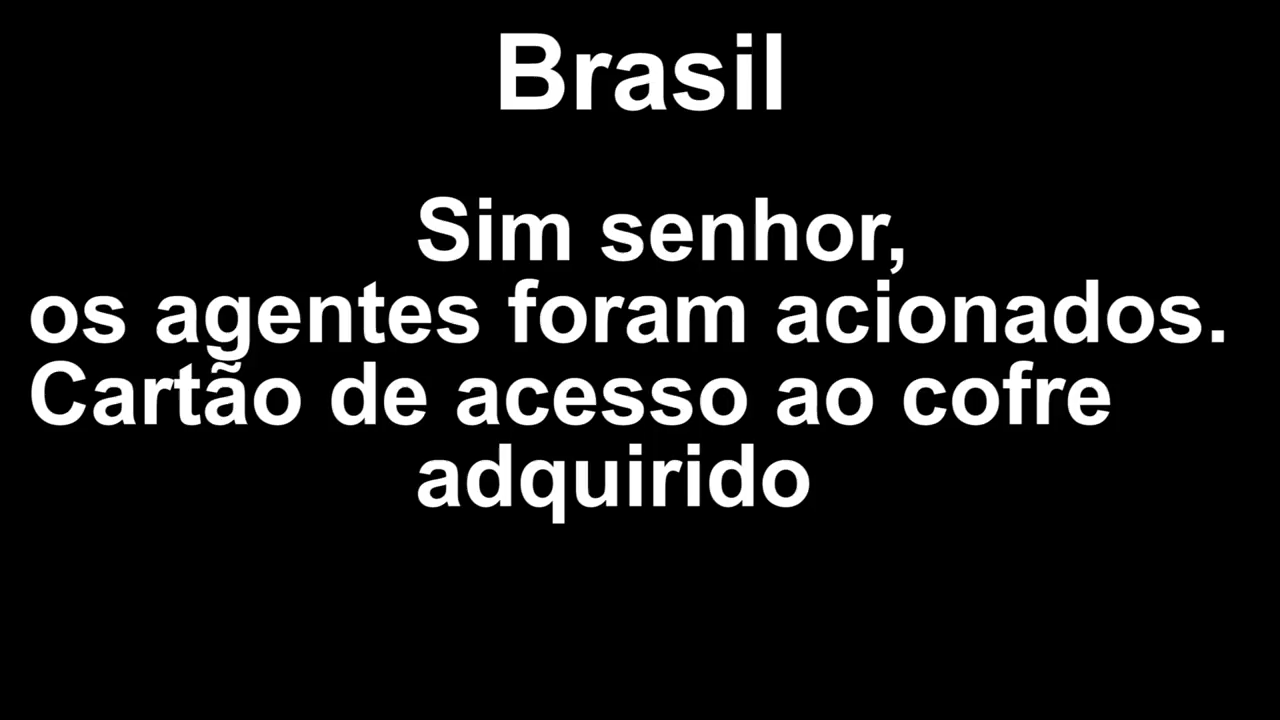 Brasil
Sim senhor,
os agentes foram acionados.
Cartão de acesso ao cofre
adquirido